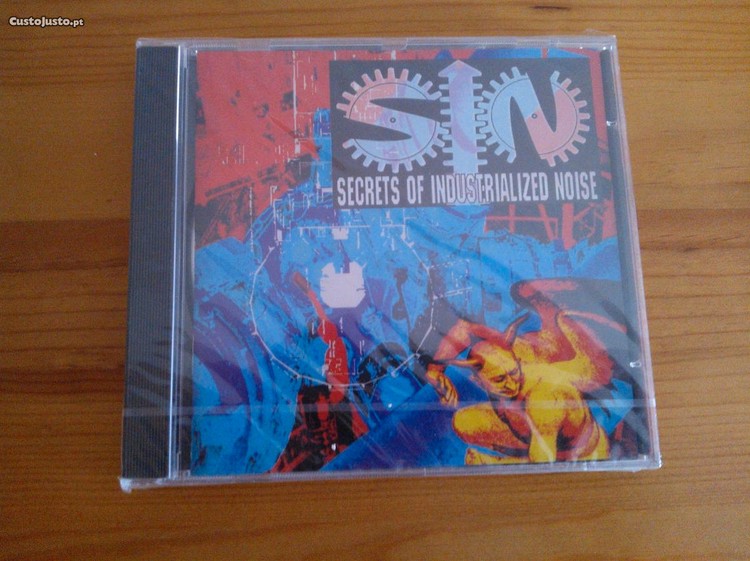 CustoJusto.pt
SIN
SECRETS OF INDUSTRIALIZED NOISE